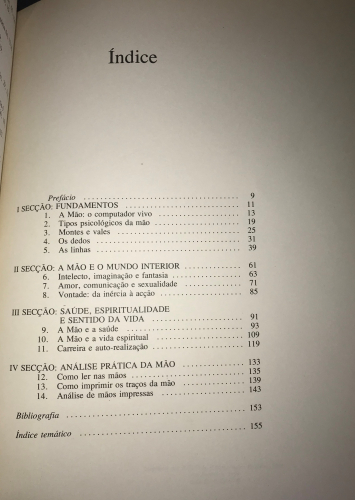 Índice
Prefácio ........ 9
I SECÇÃO: FUNDAMENTOS ........ 11
1. A Mão: o computador vivo ........ 13
2. Tipos psicológicos da mão ........ 19
3. Montes e vales ........ 25
4. Os dedos ........ 31
5. As linhas ........ 39
II SECÇÃO: A MÃO E O MUNDO INTERIOR ........ 61
6. Intelecto, imaginação e fantasia ........ 63
7. Amor, comunicação e sexualidade ........ 71
8. Vontade: da inércia à acção ........ 85
III SECÇÃO: SAÚDE, ESPIRITUALIDADE
E SENTIDO DA VIDA ........ 91
9. A Mão e a saúde ........ 93
10. A Mão e a vida espiritual ........ 109
11. Carreira e auto-realização ........ 119
IV SECÇÃO: ANÁLISE PRÁTICA DA MÃO ........ 133
12. Como ler nas mãos ........ 135
13. Como imprimir os traços da mão ........ 139
14. Análise de mãos impressas ........ 143
Bibliografia ........ 153
Índice temático ........ 155